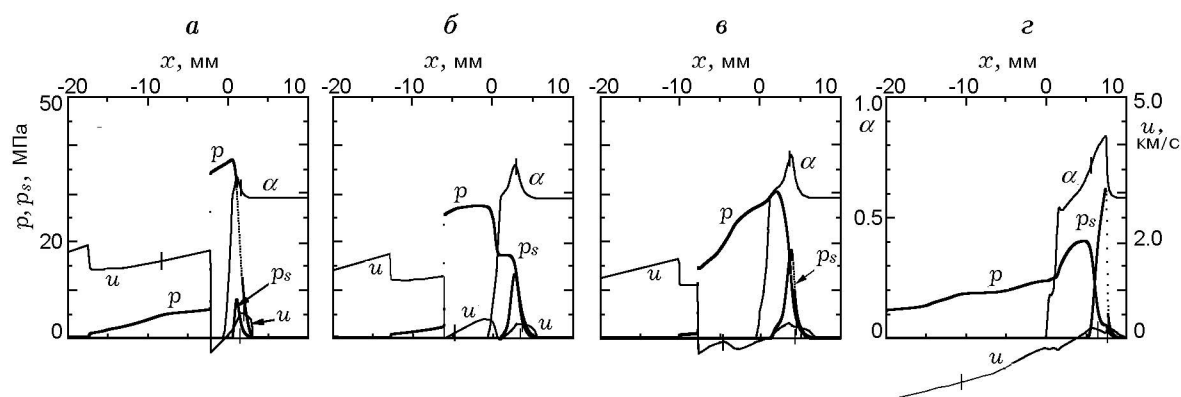 а б в г
x, мм x, мм x, мм x, мм
-20 -10 0 10 -20 -10 0 10 -20 -10 0 10 -20 -10 0 10
50 1.0 5.0
α u,
км/с
p, p_s, МПа
p α α p α α
0.5
20 u p_s u p_s 2.0
p p_s u p p_s p
u u
0 0 0
u